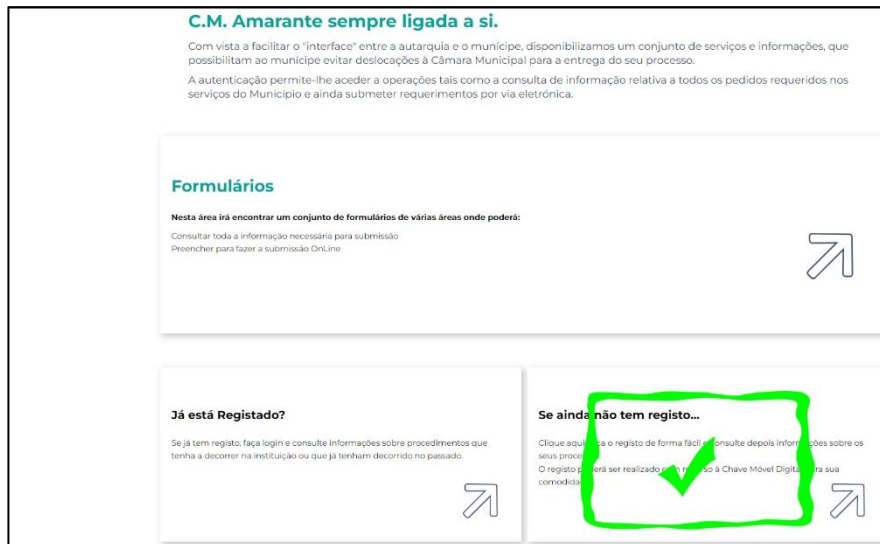 C.M. Amarante sempre ligada a si.
Com vista a facilitar o "interface" entre a autarquia e o munícipe, disponibilizamos um conjunto de serviços e informações, que
possibilitam ao munícipe evitar deslocações à Câmara Municipal para a entrega do seu processo.
A autenticação permite-lhe aceder a operações tais como a consulta de informação relativa a todos os pedidos requeridos nos
serviços do Município e ainda submeter requerimentos por via eletrónica.
Formulários
Nesta área irá encontrar um conjunto de formulários de várias áreas onde poderá:
Consultar toda a informação necessária para submissão
Preencher para fazer a submissão OnLine
Já está Registado?
Se já tem registo, faça login e consulte informações sobre procedimentos que
tenha a decorrer na instituição ou que já tenham decorrido no passado.
Se ainda não tem registo...
Clique aqui o registo de forma fácil e consulte depois informações sobre os
seus
O registo poderá ser realizado à Chave Móvel Digital sua